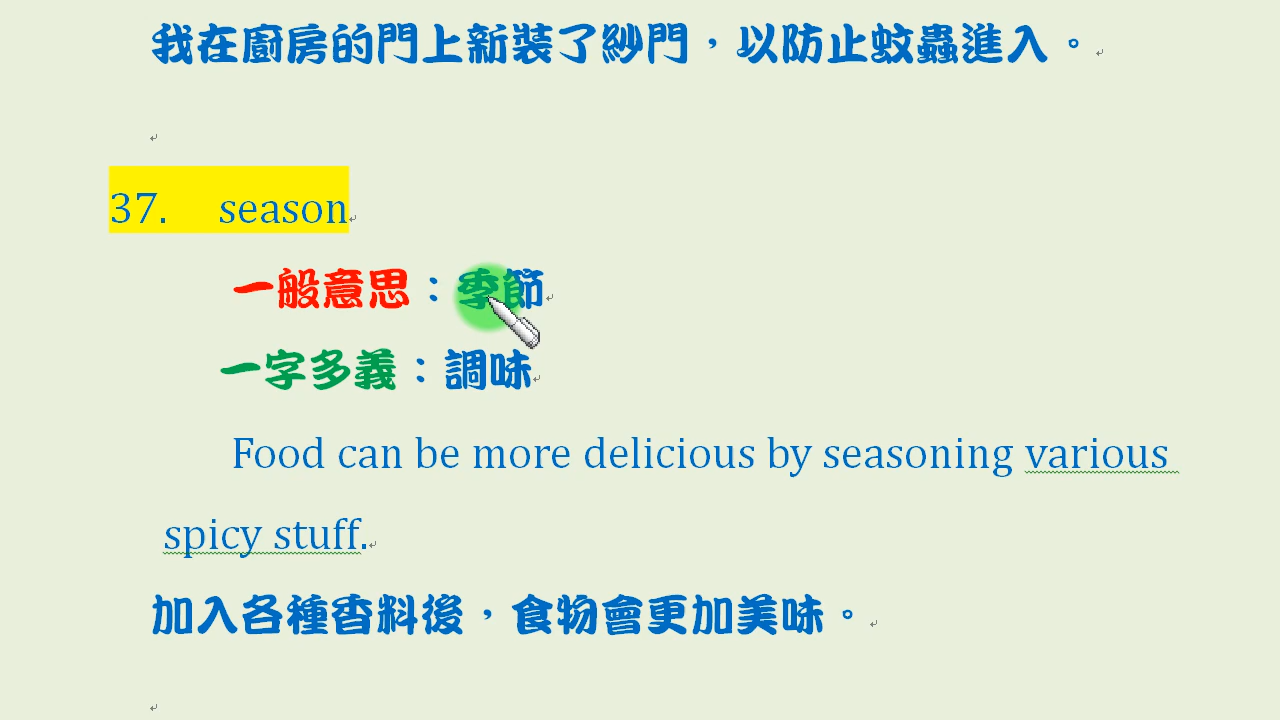 我在廚房的門上新裝了紗門，以防止蚊蟲進入。
37. season
一般意思：季節
一字多義：調味
Food can be more delicious by seasoning various
spicy stuff.
加入各種香料後，食物會更加美味。